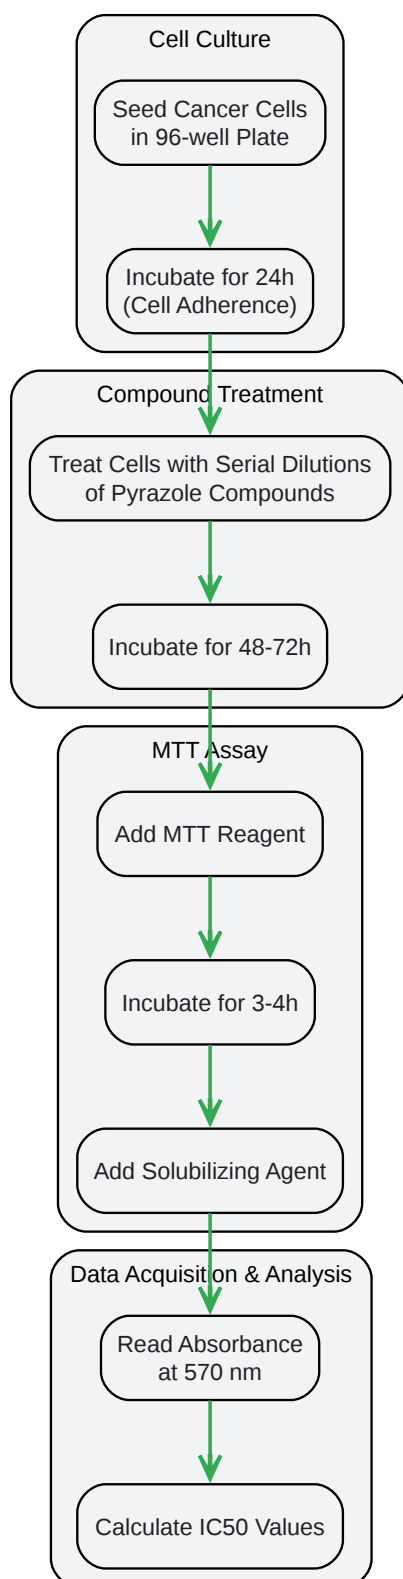 Cell Culture
Seed Cancer Cells
in 96-well Plate
Incubate for 24h
(Cell Adherence)
Compound Treatment
Treat Cells with Serial Dilutions
of Pyrazole Compounds
Incubate for 48-72h
MTT Assay
Add MTT Reagent
Incubate for 3-4h
Add Solubilizing Agent
Data Acquisition & Analysis
Read Absorbance
at 570 nm
Calculate IC50 Values